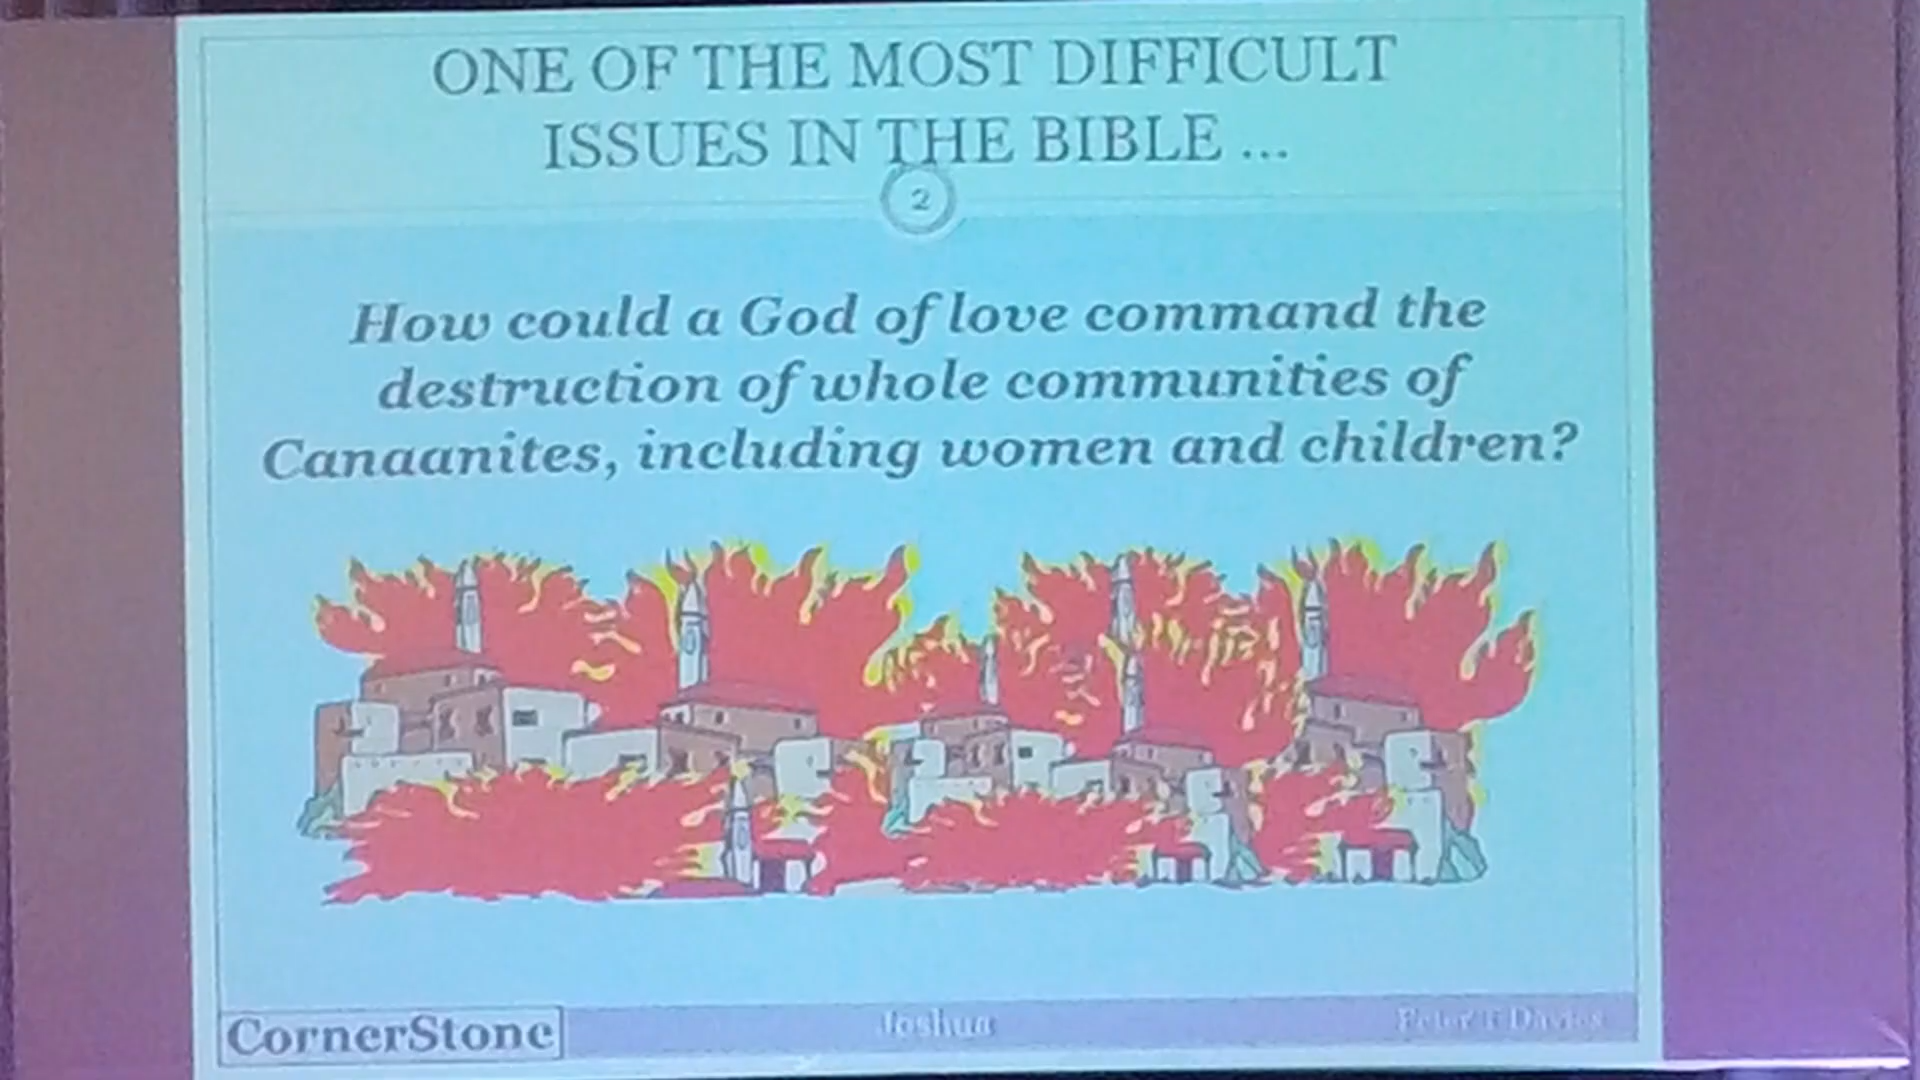 ONE OF THE MOST DIFFICULT
ISSUES IN THE BIBLE ...
2
How could a God of love command the
destruction of whole communities of
Canaanites, including women and children?
CornerStone
Joshua
Davies